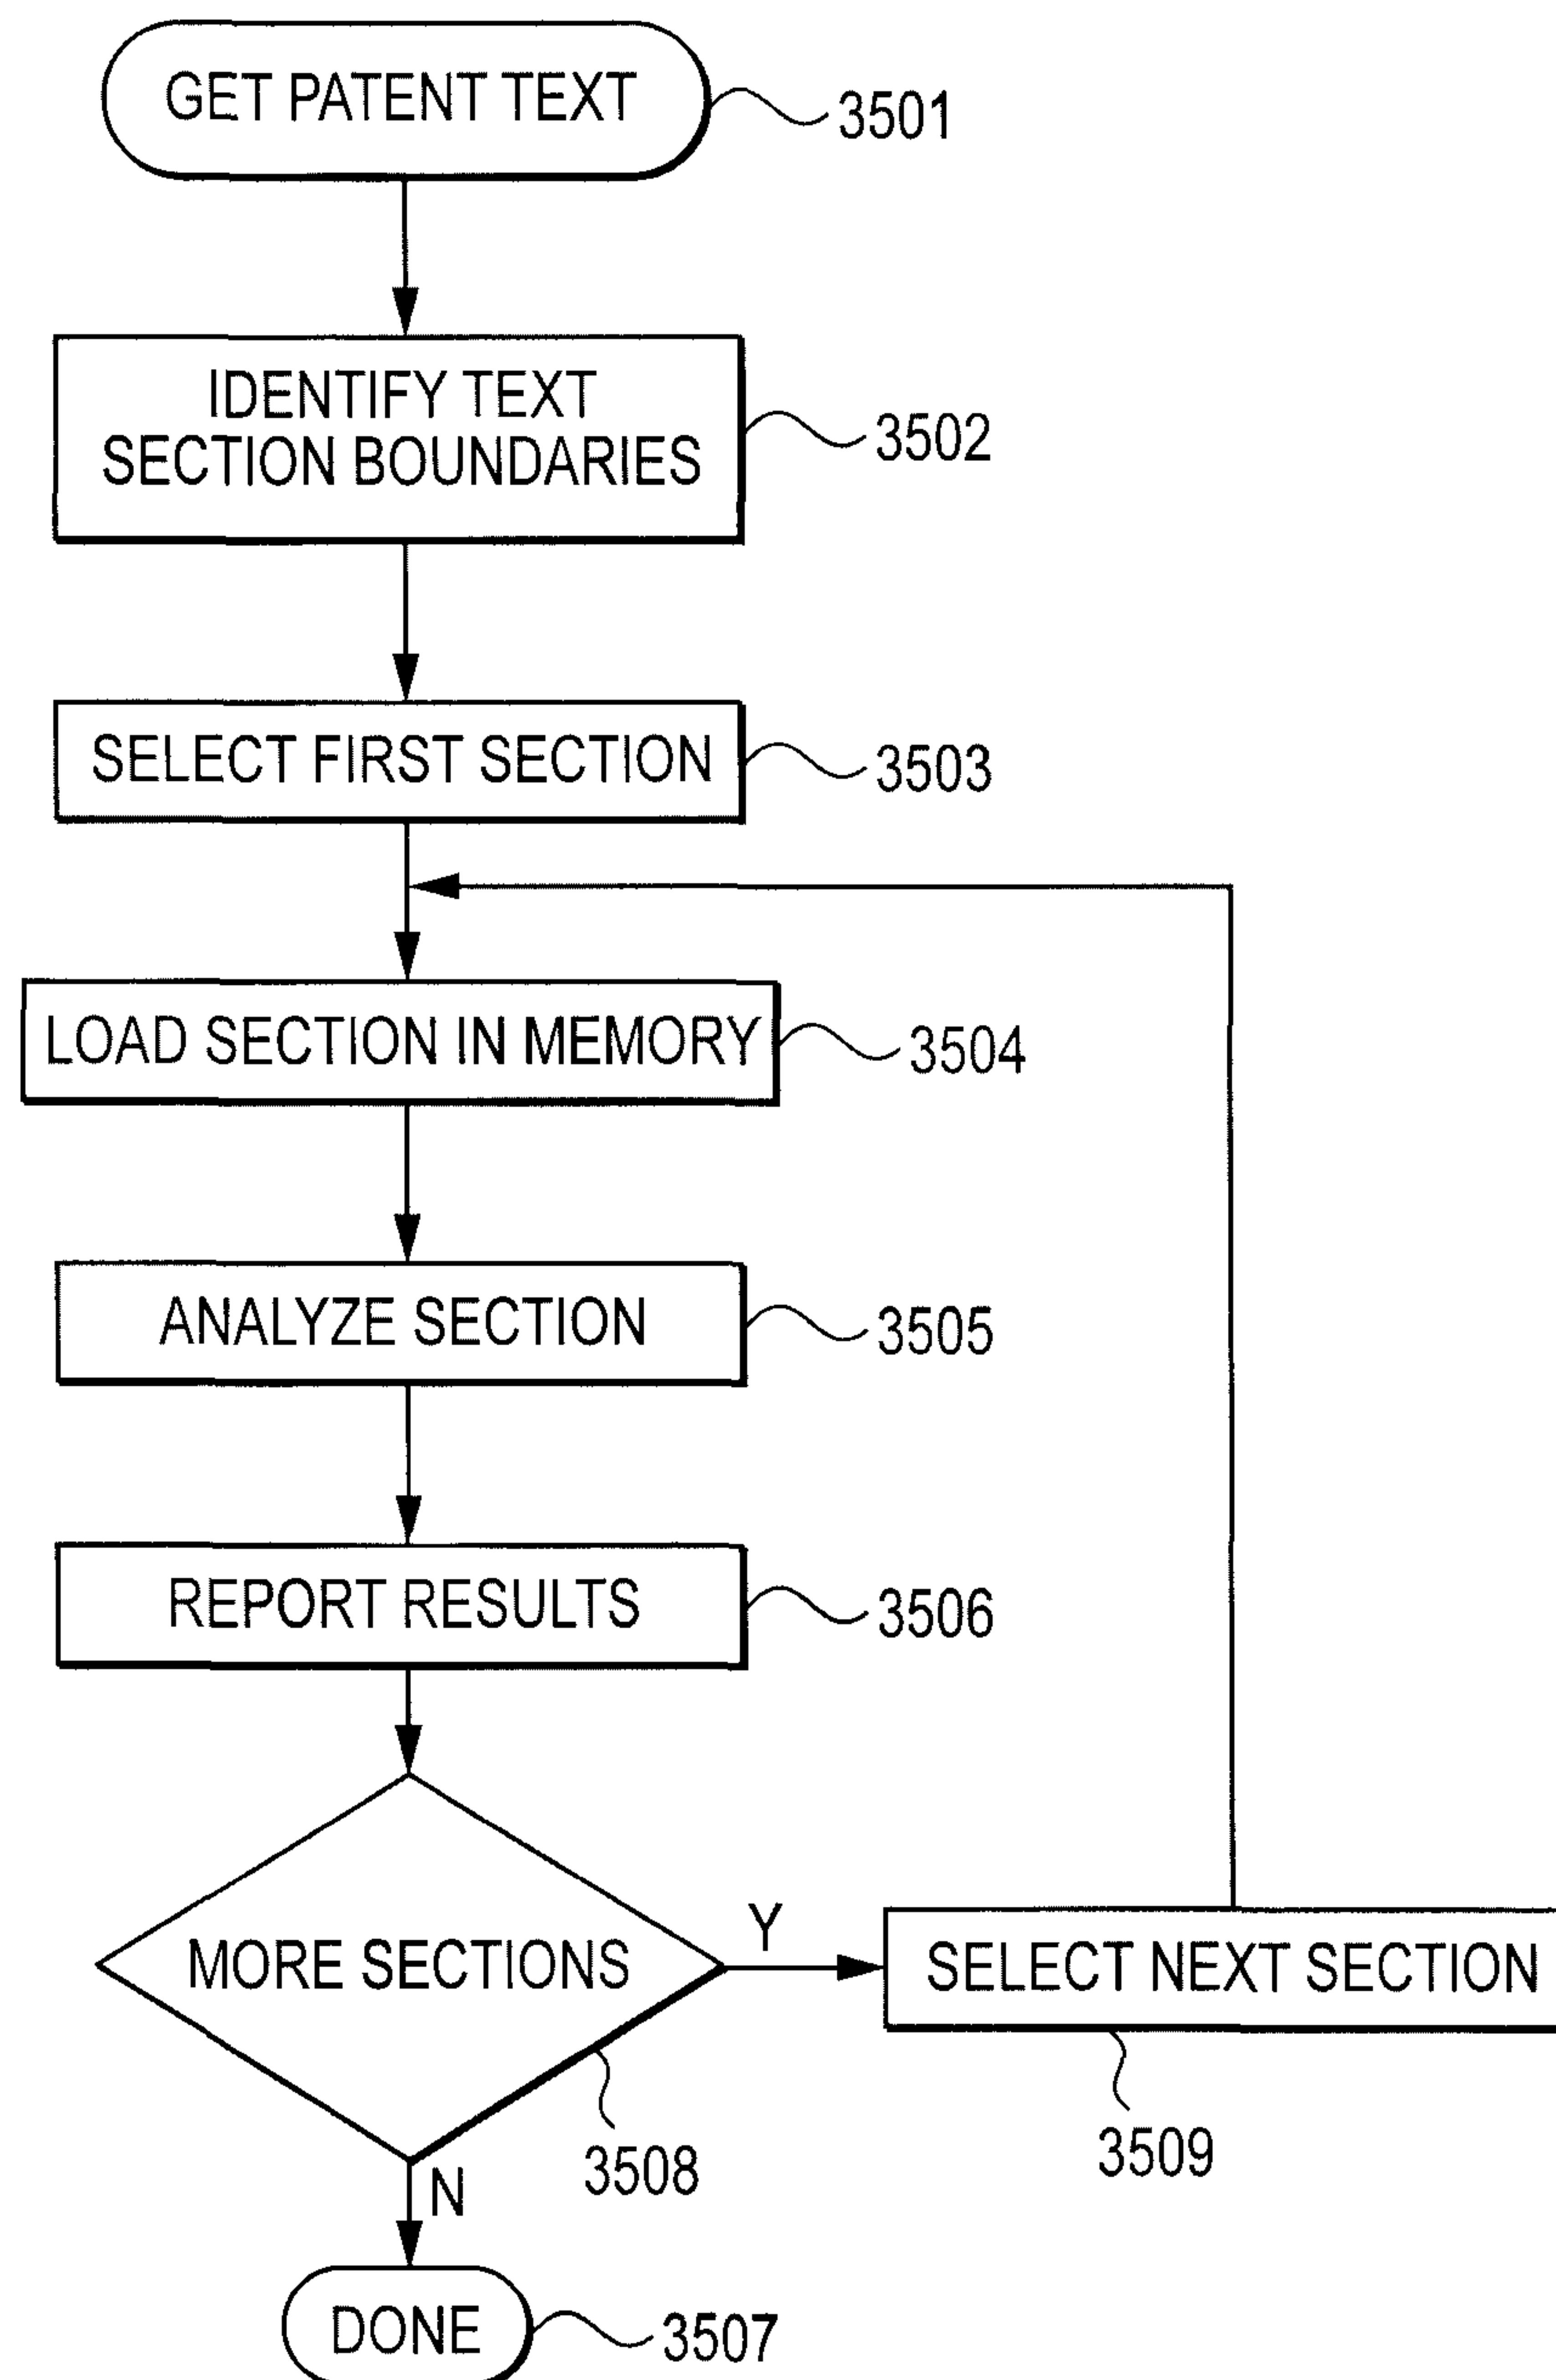 GET PATENT TEXT
3501
IDENTIFY TEXT
SECTION BOUNDARIES
3502
SELECT FIRST SECTION
3503
LOAD SECTION IN MEMORY
3504
ANALYZE SECTION
3505
REPORT RESULTS
3506
MORE SECTIONS
Y
SELECT NEXT SECTION
3508
3509
N
DONE
3507